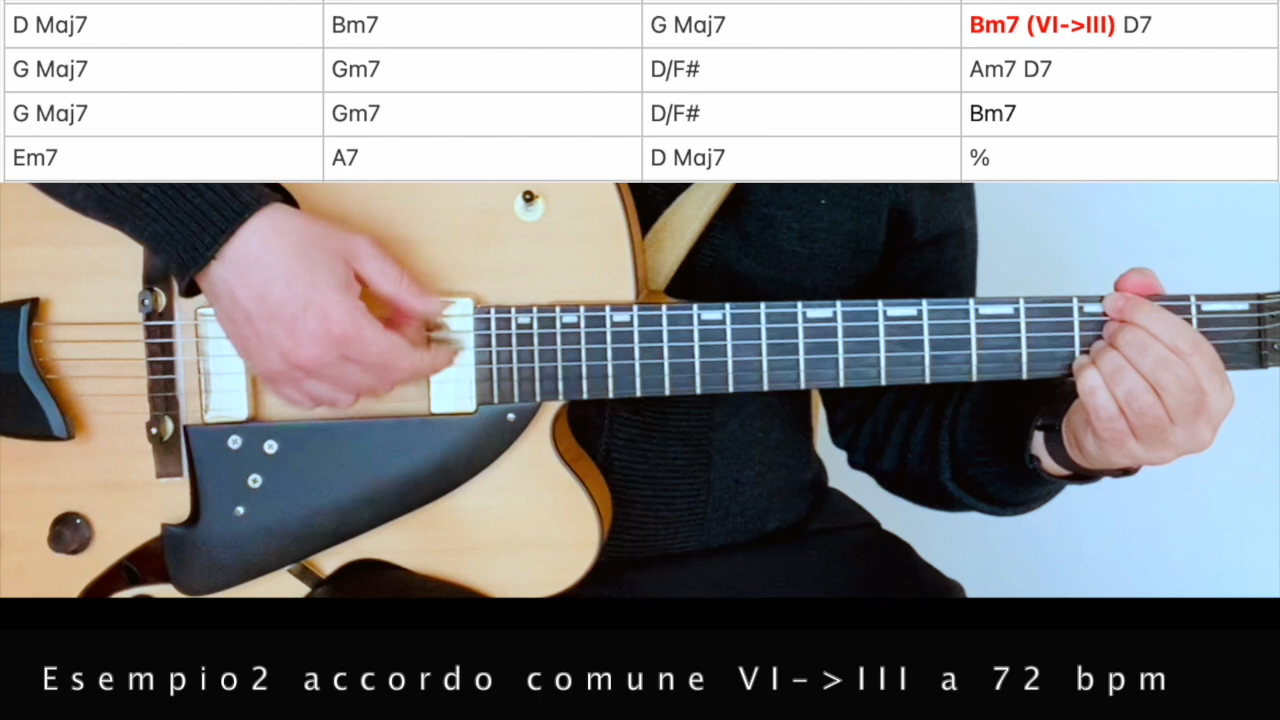 D Maj7 Bm7 G Maj7 Bm7 (VI->III) D7
G Maj7 Gm7 D/F# Am7 D7
G Maj7 Gm7 D/F# Bm7
Em7 A7 D Maj7 %
Esempio2 accordo comune VI->III a 72 bpm